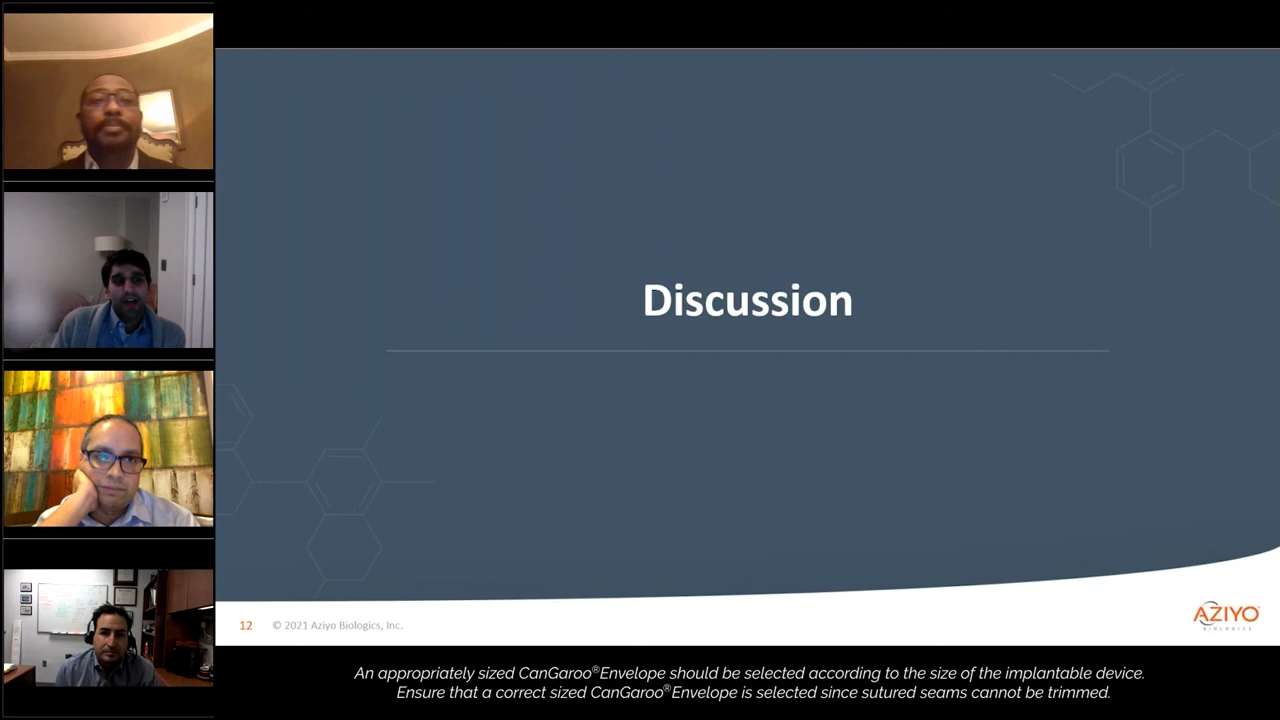 Discussion
12 © 2021 Aziyo Biologics, Inc.
AZIYO
BIOLOGICS
An appropriately sized CanGaroo®Envelope should be selected according to the size of the implantable device.
Ensure that a correct sized CanGaroo®Envelope is selected since sutured seams cannot be trimmed.